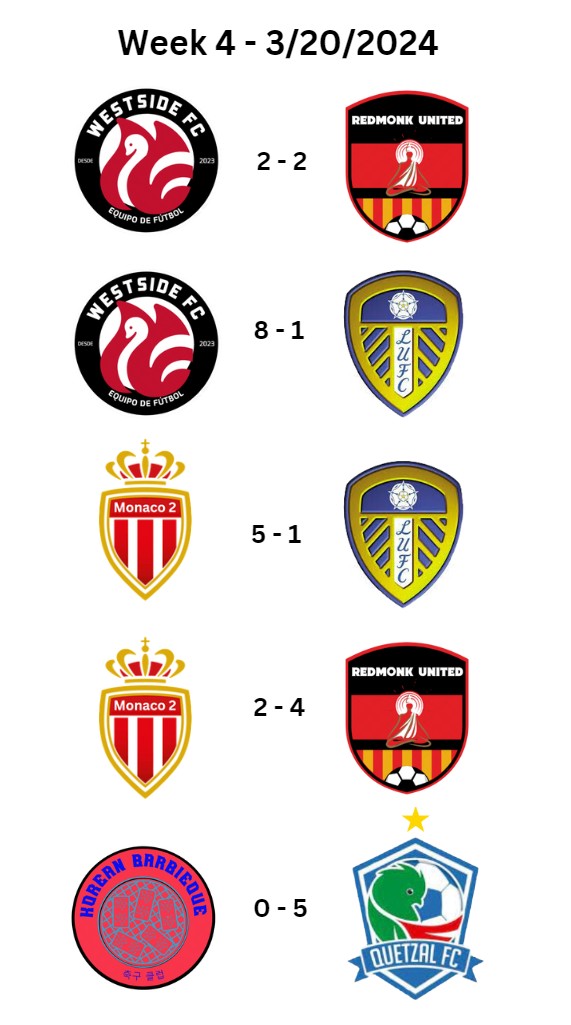 Week 4 - 3/20/2024
WESTSIDE FC
DESDE
2023
EQUIPO DE FÚTBOL
2 - 2
REDMONK UNITED
WESTSIDE FC
DESDE
2023
EQUIPO DE FÚTBOL
8 - 1
LUFC
Monaco 2
5 - 1
LUFC
Monaco 2
2 - 4
REDMONK UNITED
KOREAN BARBIEQUE
축구 클럽
0 - 5
QUETZAL FC